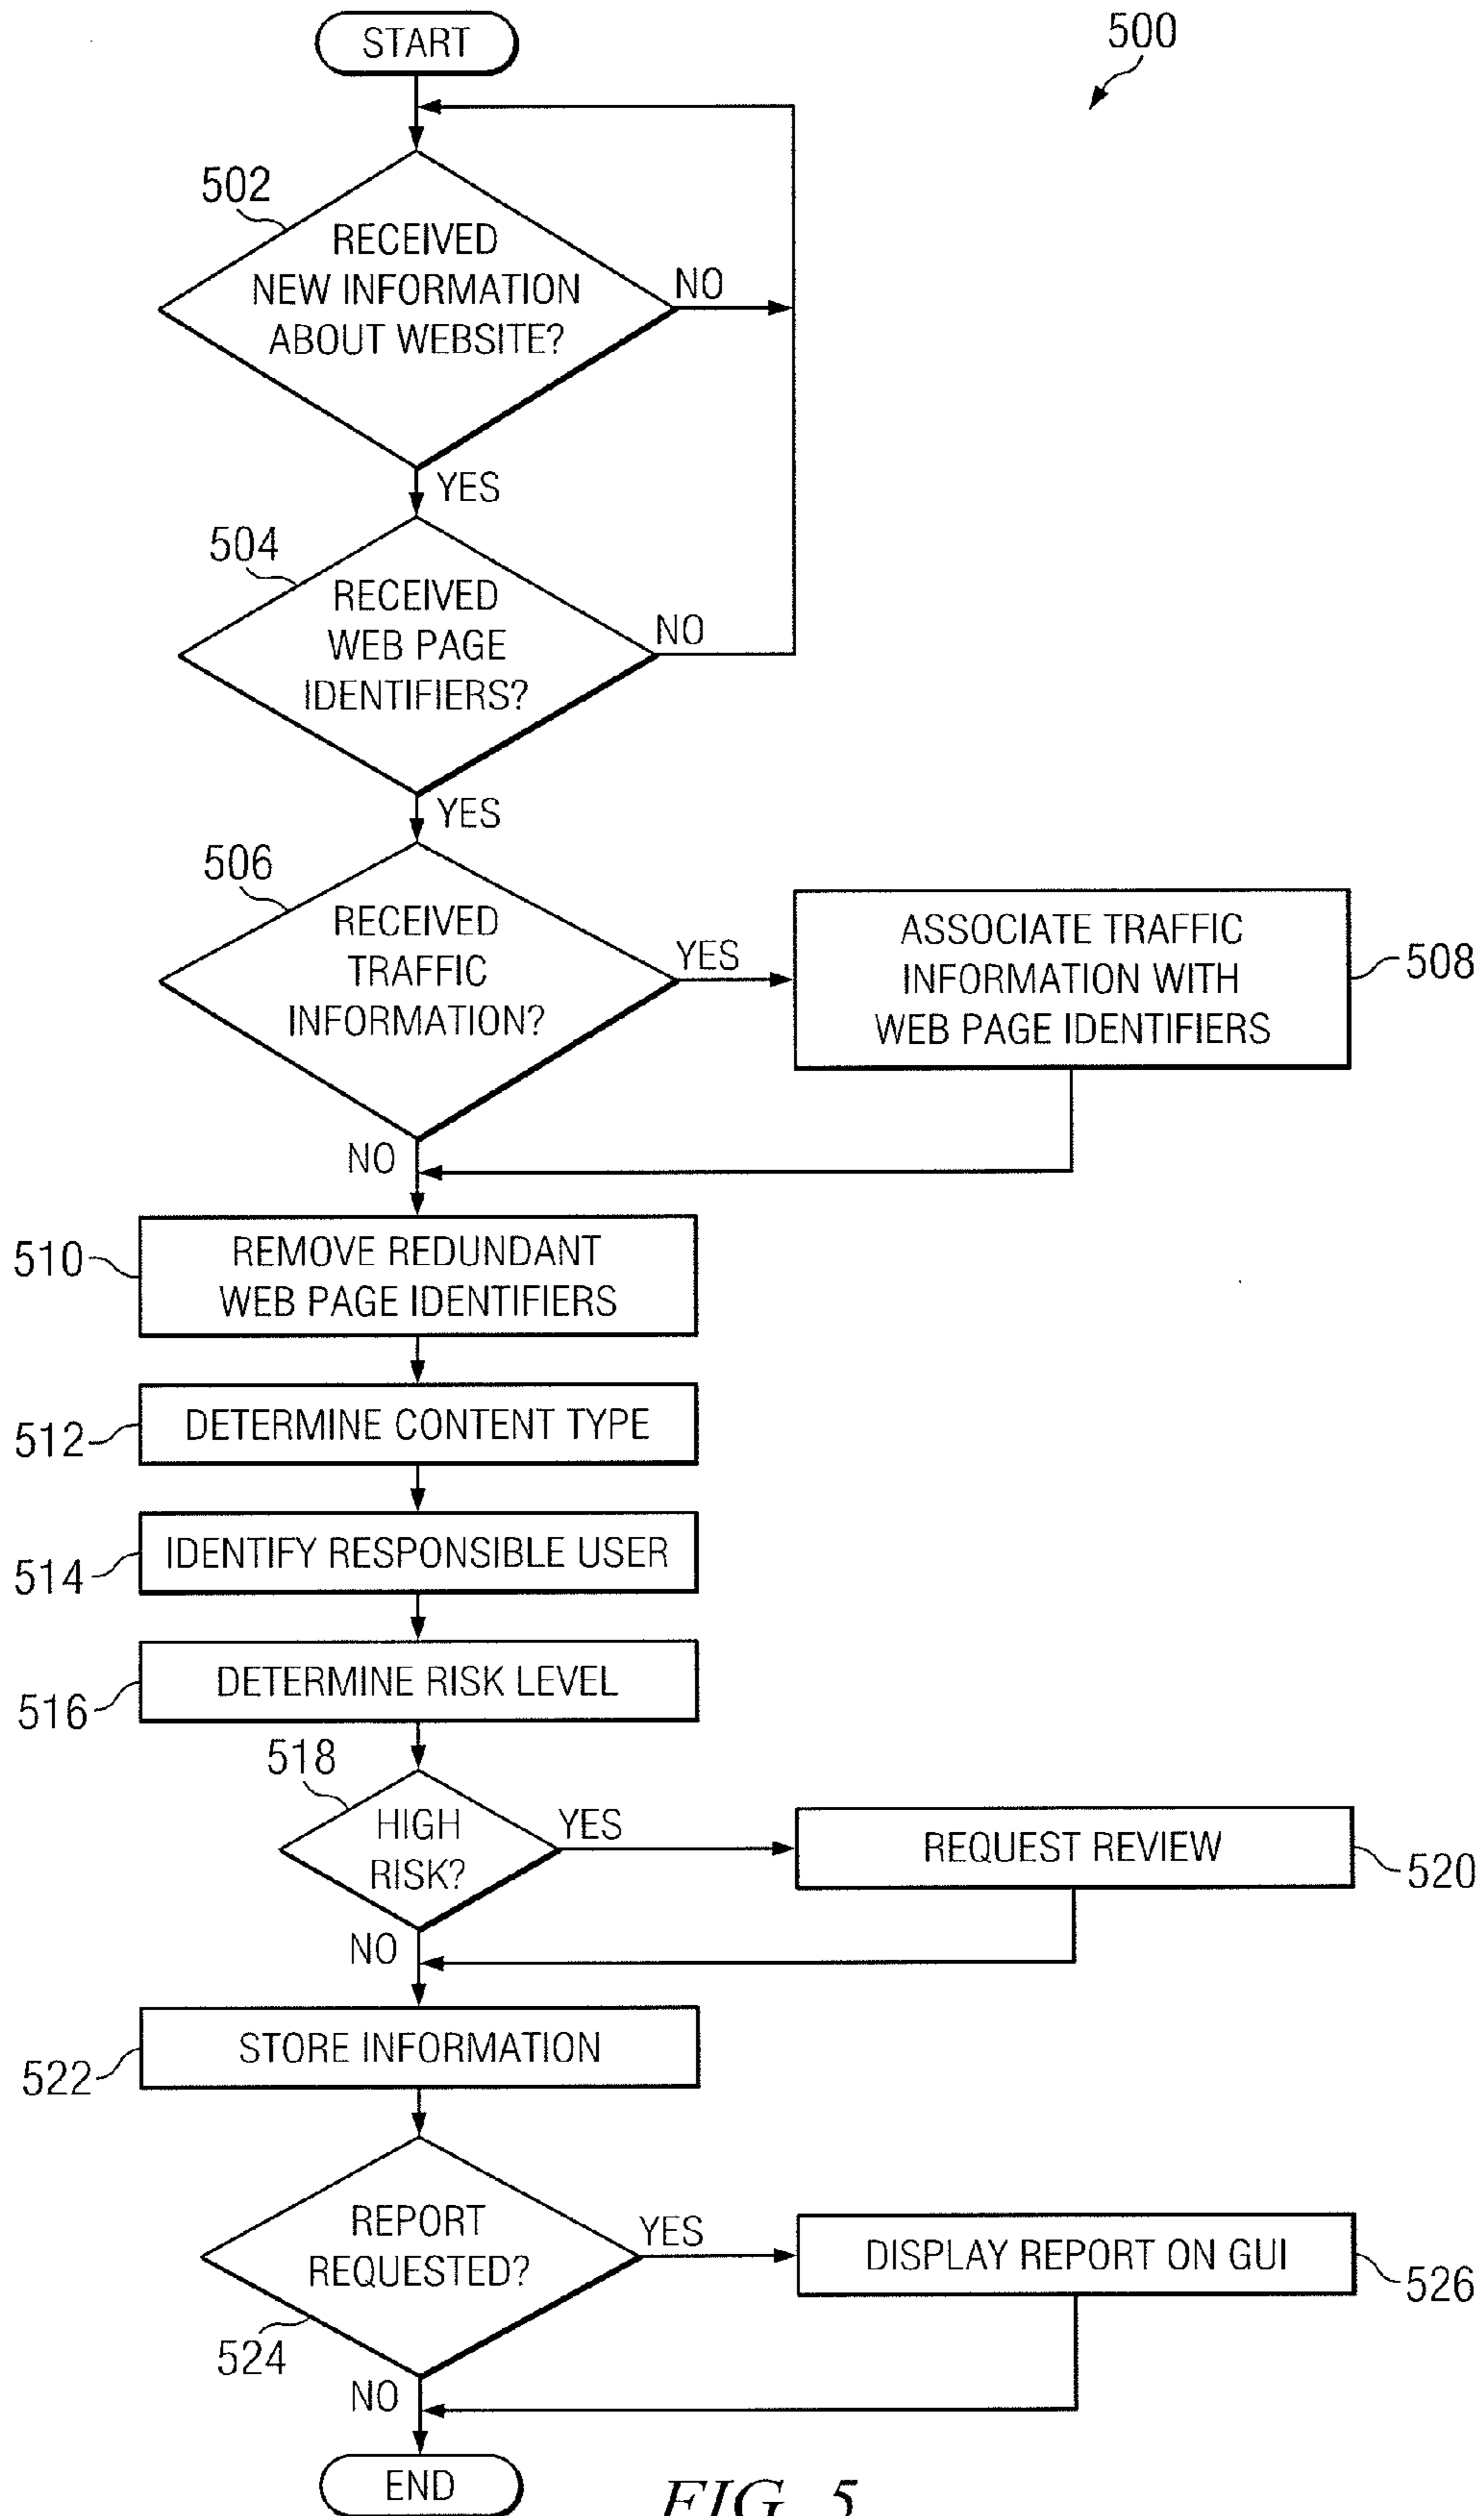 START
500
502
RECEIVED
NEW INFORMATION
ABOUT WEBSITE?
NO
YES
504
RECEIVED
WEB PAGE
IDENTIFIERS?
NO
YES
506
RECEIVED
TRAFFIC
INFORMATION?
YES
ASSOCIATE TRAFFIC
INFORMATION WITH
WEB PAGE IDENTIFIERS
508
NO
510
REMOVE REDUNDANT
WEB PAGE IDENTIFIERS
512
DETERMINE CONTENT TYPE
514
IDENTIFY RESPONSIBLE USER
516
DETERMINE RISK LEVEL
518
HIGH
RISK?
YES
REQUEST REVIEW
520
NO
522
STORE INFORMATION
REPORT
REQUESTED?
YES
DISPLAY REPORT ON GUI
526
524
NO
END
FIG. 5